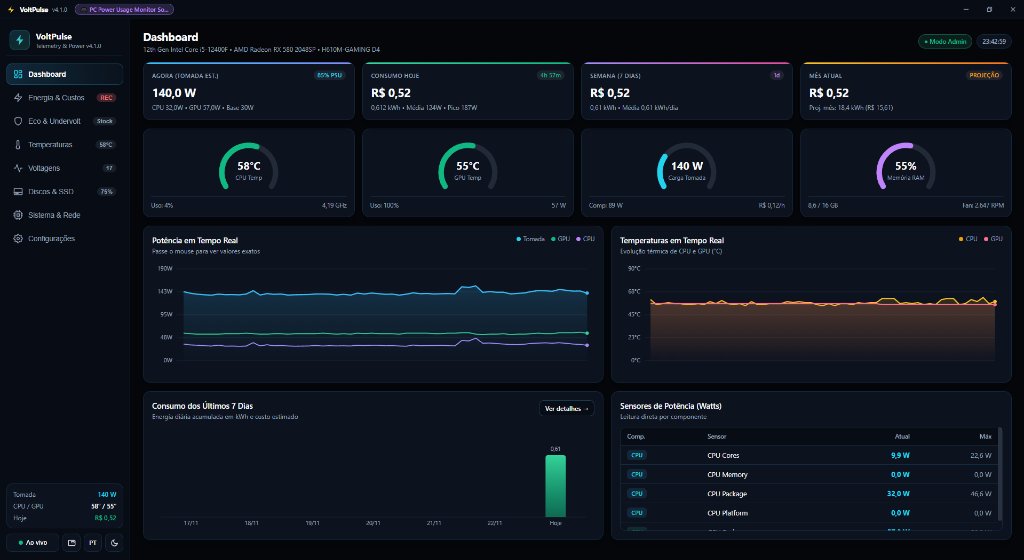 VoltPulse v4.1.0 PC Power Usage Monitor So...
VoltPulse
Telemetry & Power v4.1.0
Dashboard
Energia & Custos REC
Eco & Undervolt Stock
Temperaturas 58°C
Voltagens 17
Discos & SSD 75%
Sistema & Rede
Configurações
Tomada 140 W
CPU / GPU 58° / 55°
Hoje R$ 0,52
Ao vivo PT
Dashboard
12th Gen Intel Core i5-12400F • AMD Radeon RX 580 2048SP • H610M-GAMING D4
Modo Admin 23:42:59
AGORA (TOMADA EST.) 85% PSU
140,0 W
CPU 32,0W • GPU 57,0W • Base 30W
CONSUMO HOJE 4h 57m
R$ 0,52
0,612 kWh • Média 124W • Pico 187W
SEMANA (7 DIAS) 1d
R$ 0,52
0,61 kWh • Média 0,61 kWh/dia
MÊS ATUAL PROJEÇÃO
R$ 0,52
Proj. mês: 18,4 kWh (R$ 15,61)
58°C
CPU Temp
Uso: 4% 4,19 GHz
55°C
GPU Temp
Uso: 100% 57 W
140 W
Carga Tomada
Comp: 89 W R$ 0,12/h
55%
Memória RAM
8,6 / 16 GB Fan: 2.647 RPM
Potência em Tempo Real
Passe o mouse para ver valores exatos
Tomada GPU CPU
190W
143W
95W
48W
0W
Temperaturas em Tempo Real
Evolução térmica de CPU e GPU (°C)
CPU GPU
90°C
68°C
45°C
23°C
0°C
Consumo dos Últimos 7 Dias
Energia diária acumulada em kWh e custo estimado
Ver detalhes →
0,61
17/11 18/11 19/11 20/11 21/11 22/11 Hoje
Sensores de Potência (Watts)
Leitura direta por componente
Comp. Sensor Atual Máx
CPU CPU Cores 9,9 W 22,6 W
CPU CPU Memory 0,0 W 0,0 W
CPU CPU Package 32,0 W 46,6 W
CPU CPU Platform 0,0 W 0,0 W